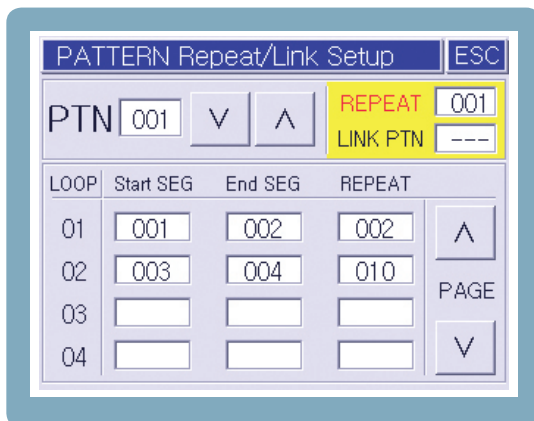 PATTERN Repeat/Link Setup ESC
PTN 001 V Λ REPEAT 001
LINK PTN ---
LOOP Start SEG End SEG REPEAT
01 001 002 002 Λ
02 003 004 010
PAGE
03
04 V